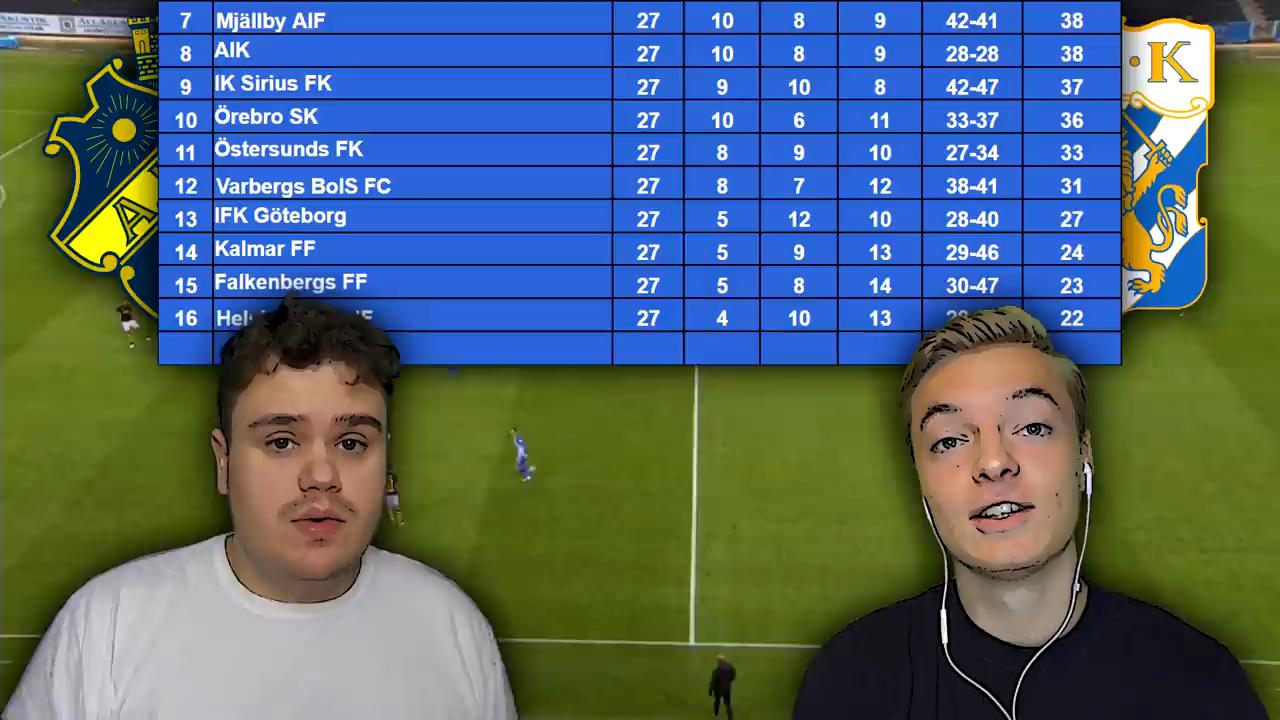 7 Mjällby AIF 27 10 8 9 42-41 38
8 AIK 27 10 8 9 28-28 38
9 IK Sirius FK 27 9 10 8 42-47 37
10 Örebro SK 27 10 6 11 33-37 36
11 Östersunds FK 27 8 9 10 27-34 33
12 Varbergs BoIS FC 27 8 7 12 38-41 31
13 IFK Göteborg 27 5 12 10 28-40 27
14 Kalmar FF 27 5 9 13 29-46 24
15 Falkenbergs FF 27 5 8 14 30-47 23
16 27 4 10 13 22
K
A